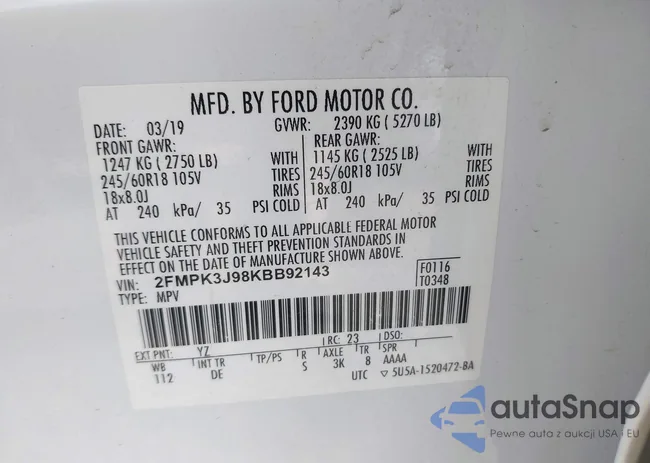 MFD. BY FORD MOTOR CO.
DATE: 03/19 GVWR: 2390 KG ( 5270 LB)
FRONT GAWR: REAR GAWR:
1247 KG ( 2750 LB) WITH 1145 KG ( 2525 LB) WITH
245/60R18 105V TIRES 245/60R18 105V TIRES
18x8.0J RIMS 18x8.0J RIMS
AT 240 kPa/ 35 PSI COLD AT 240 kPa/ 35 PSI COLD
THIS VEHICLE CONFORMS TO ALL APPLICABLE FEDERAL MOTOR
VEHICLE SAFETY AND THEFT PREVENTION STANDARDS IN
EFFECT ON THE DATE OF MANUFACTURE SHOWN ABOVE.
VIN: 2FMPK3J98KBB92143 F0116
TYPE: MPV T0348
EXT PNT: YZ RC: 23 DSO:
WB INT TR TP/PS R AXLE TR SPR
112 DE S 3K 8 AAAA
UTC ▽ 5U5A-1520472-BA
autaSnap
Pewne auta z aukcji USA i EU